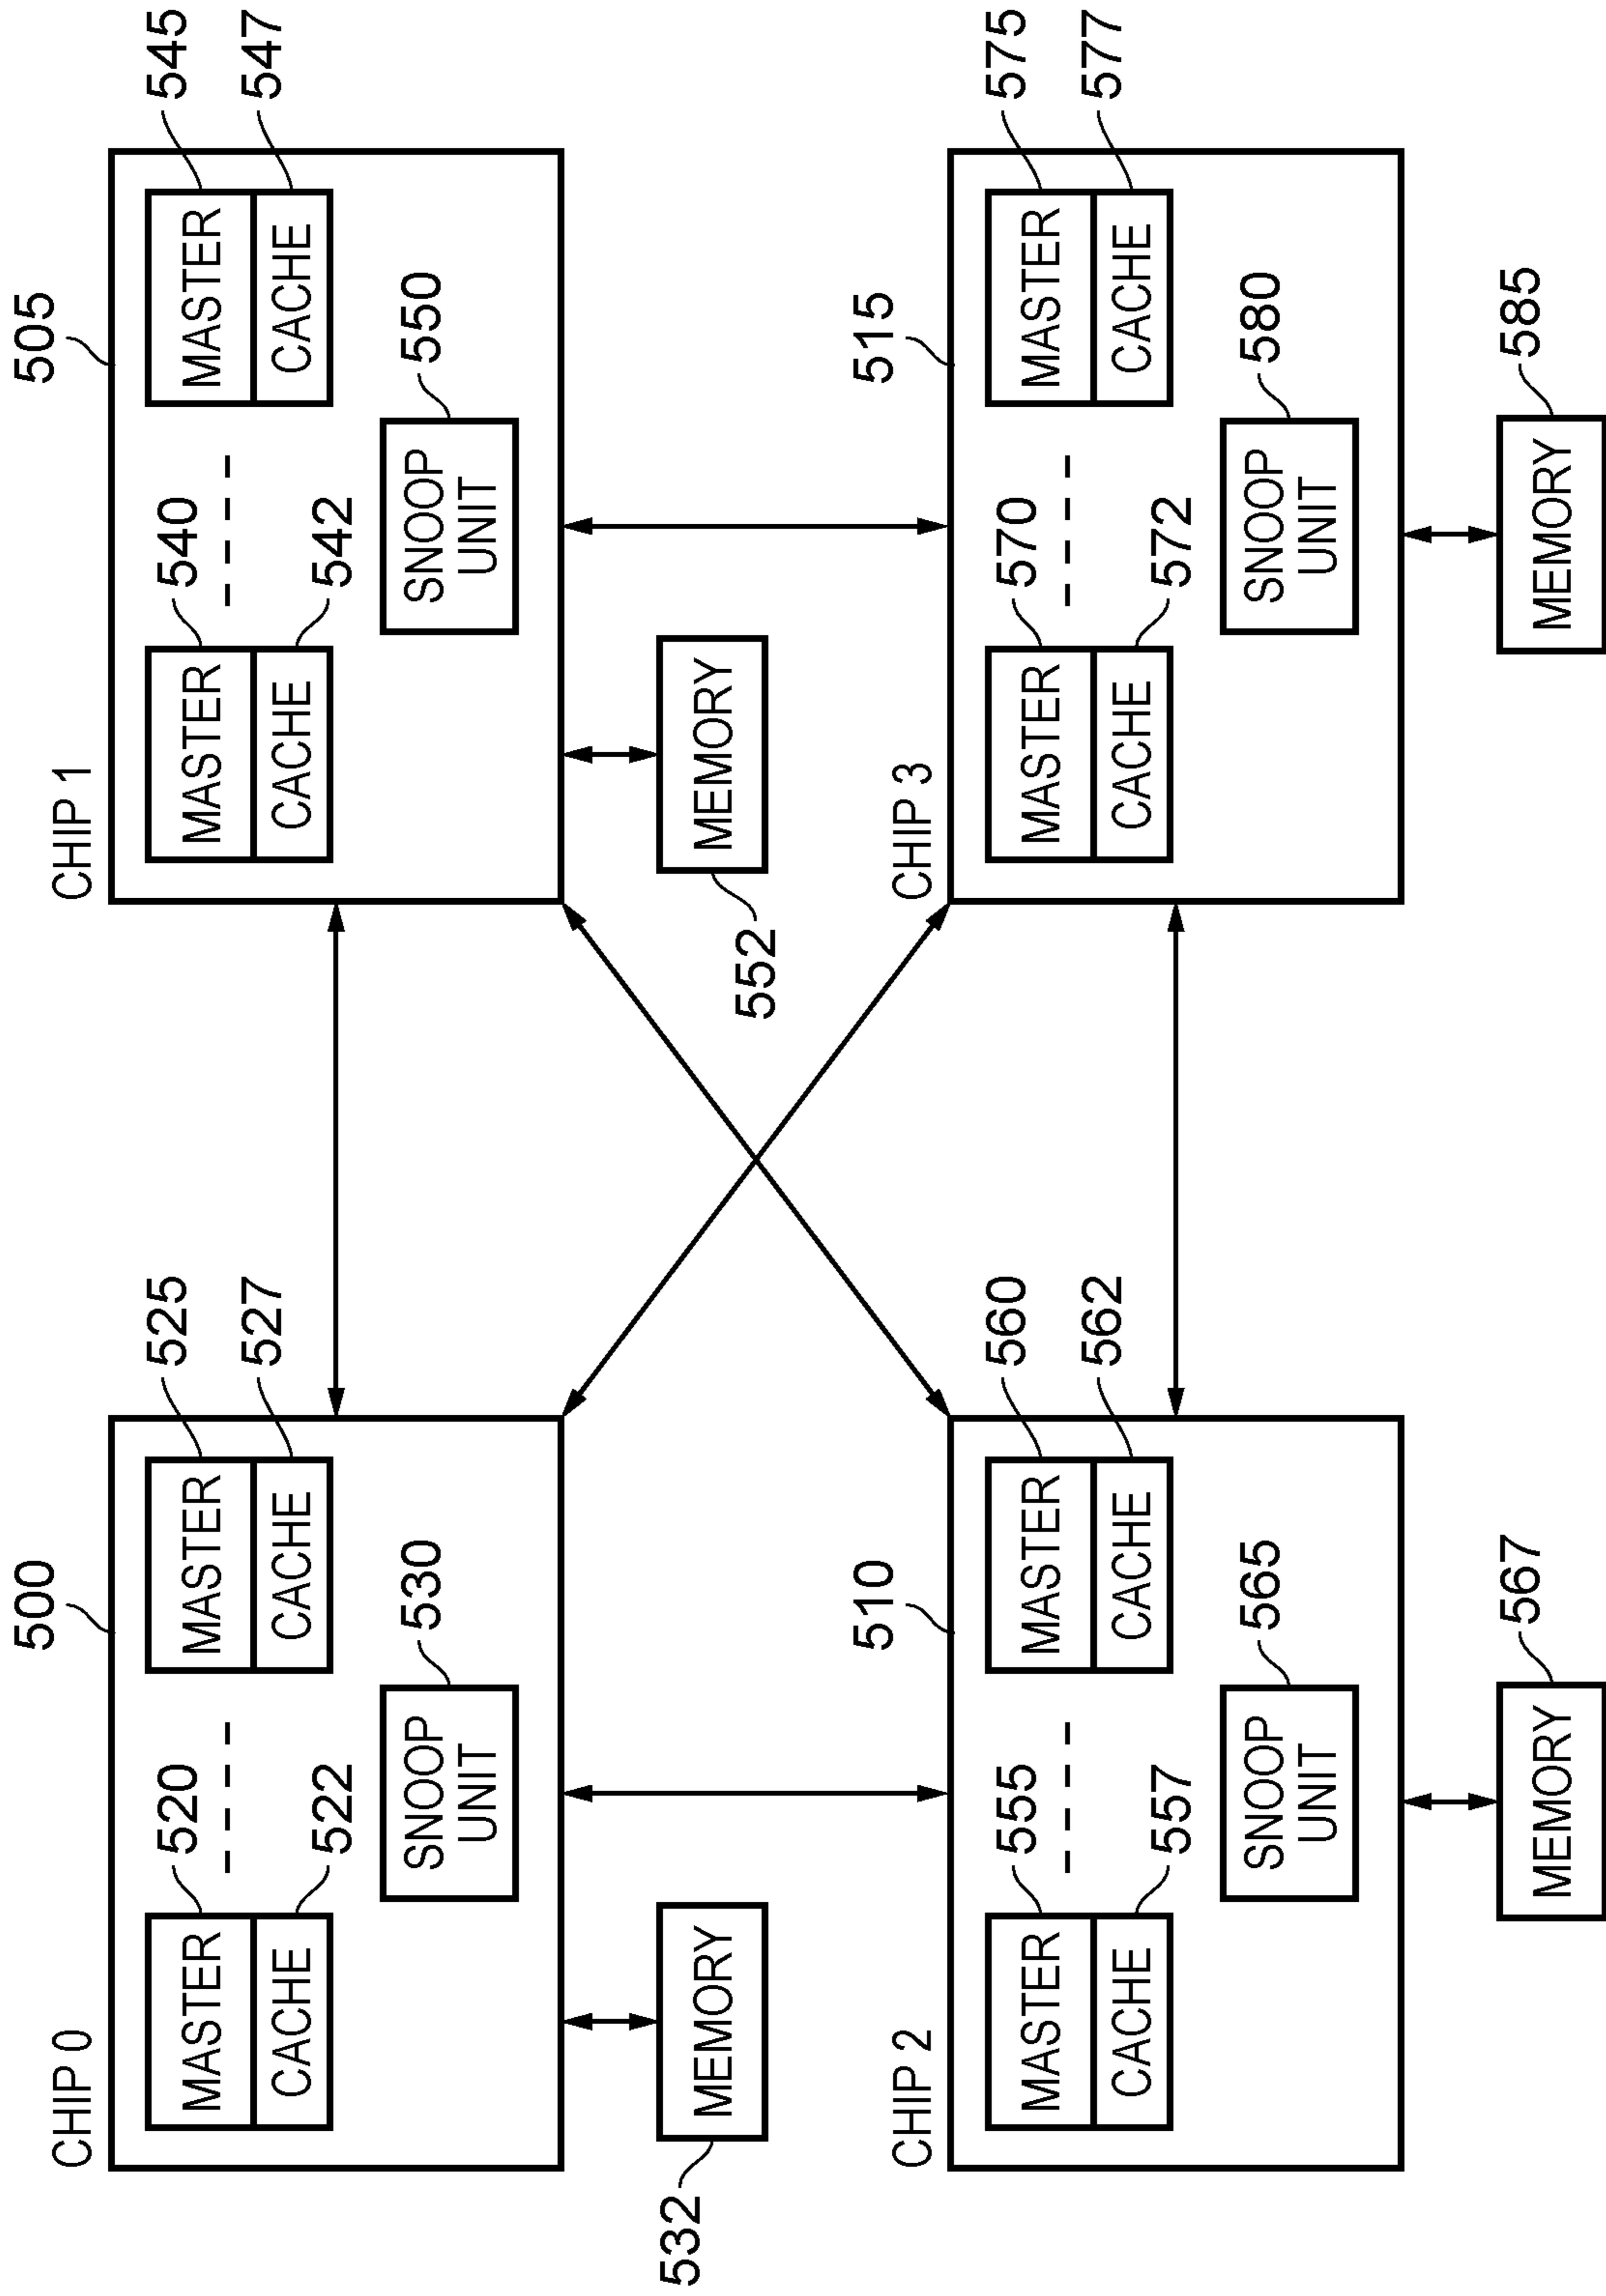 500
505
CHIP 0
CHIP 1
520
525
540
545
MASTER
MASTER
MASTER
MASTER
522
527
542
547
CACHE
CACHE
CACHE
CACHE
530
550
SNOOP
UNIT
SNOOP
UNIT
532
MEMORY
552
MEMORY
510
515
CHIP 2
CHIP 3
555
560
570
575
MASTER
MASTER
MASTER
MASTER
557
562
572
577
CACHE
CACHE
CACHE
CACHE
565
580
SNOOP
UNIT
SNOOP
UNIT
567
585
MEMORY
MEMORY